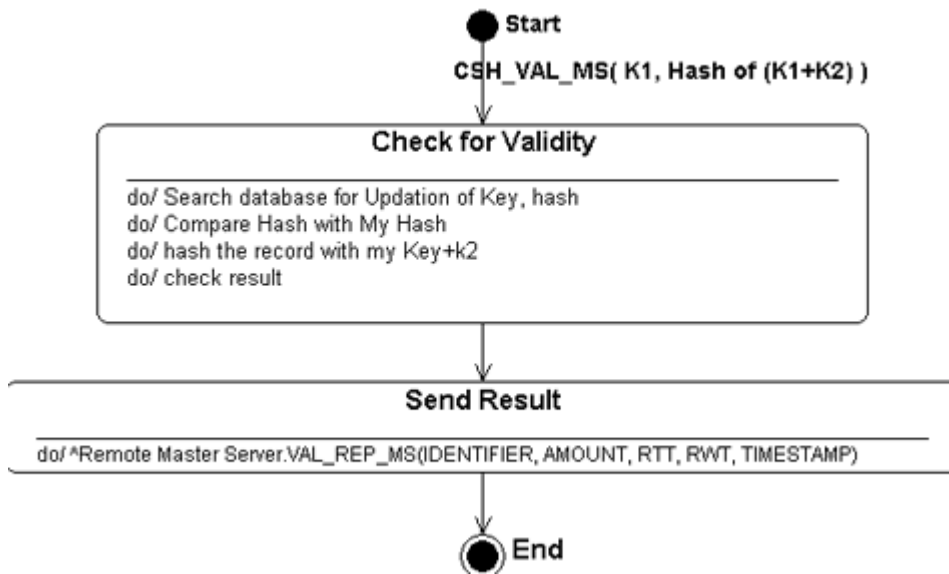 Start
CSH_VAL_MS( K1, Hash of (K1+K2) )
Check for Validity
do/ Search database for Updation of Key, hash
do/ Compare Hash with My Hash
do/ hash the record with my Key+k2
do/ check result
Send Result
do/ ^Remote Master Server.VAL_REP_MS(IDENTIFIER, AMOUNT, RTT, RWT, TIMESTAMP)
End